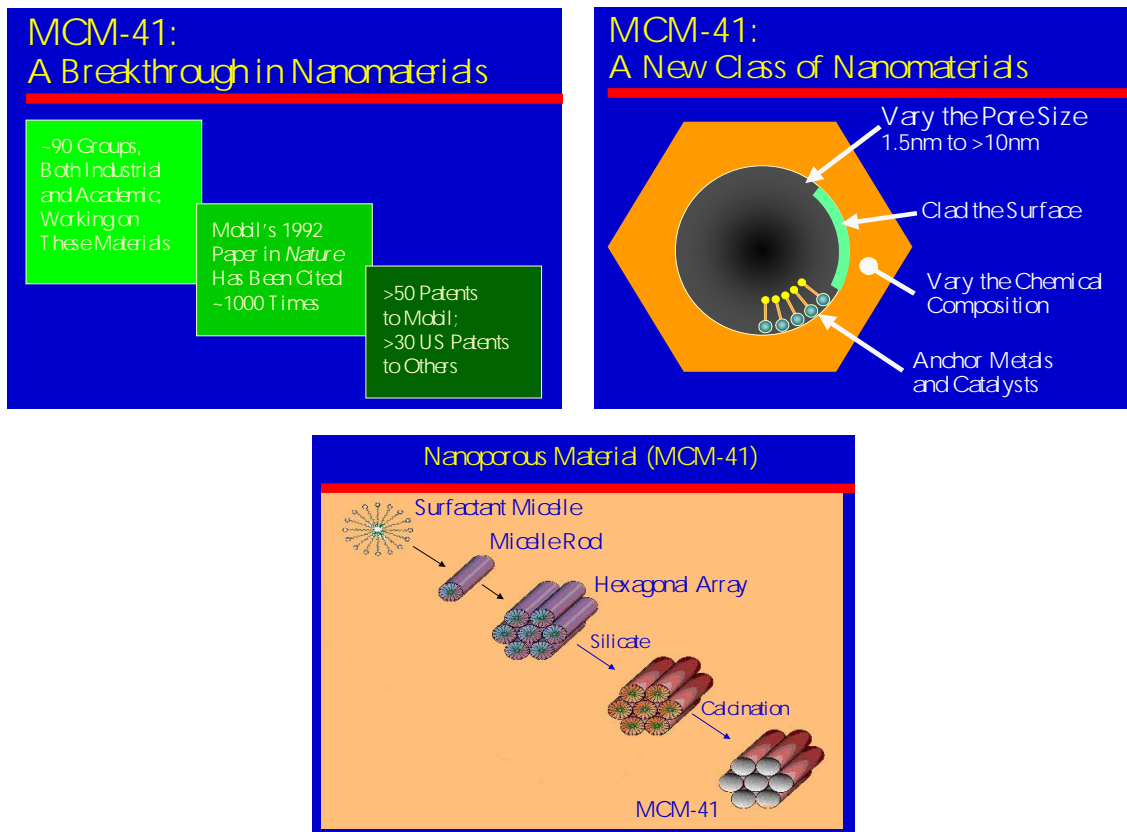 MCM-41:
A Breakthrough in Nanomaterials
~90 Groups,
Both Industrial
and Academic,
Working on
These Materials
Mobil's 1992
Paper in Nature
Has Been Cited
~1000 Times
>50 Patents
to Mobil;
>30 US Patents
to Others
MCM-41:
A New Class of Nanomaterials
Vary the Pore Size
1.5nm to >10nm
Clad the Surface
Vary the Chemical
Composition
Anchor Metals
and Catalysts
Nanoporous Material (MCM-41)
Surfactant Micelle
Micelle Rod
Hexagonal Array
Silicate
Calcination
MCM-41